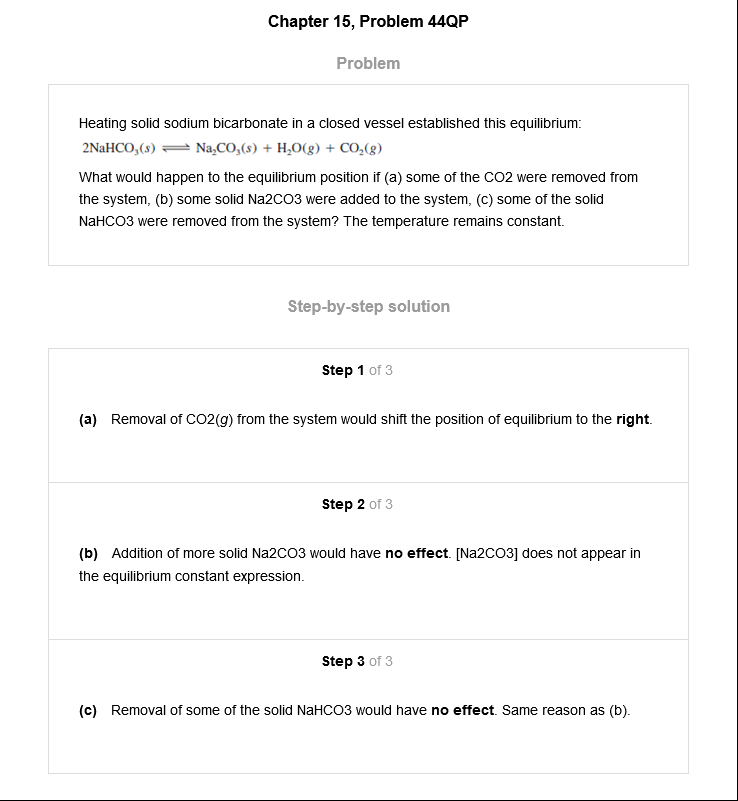 Chapter 15, Problem 44QP
Problem
Heating solid sodium bicarbonate in a closed vessel established this equilibrium:
2NaHCO₃(s) ⇌ Na₂CO₃(s) + H₂O(g) + CO₂(g)
What would happen to the equilibrium position if (a) some of the CO2 were removed from
the system, (b) some solid Na2CO3 were added to the system, (c) some of the solid
NaHCO3 were removed from the system? The temperature remains constant.
Step-by-step solution
Step 1 of 3
(a) Removal of CO2(g) from the system would shift the position of equilibrium to the right.
Step 2 of 3
(b) Addition of more solid Na2CO3 would have no effect. [Na2CO3] does not appear in
the equilibrium constant expression.
Step 3 of 3
(c) Removal of some of the solid NaHCO3 would have no effect. Same reason as (b).